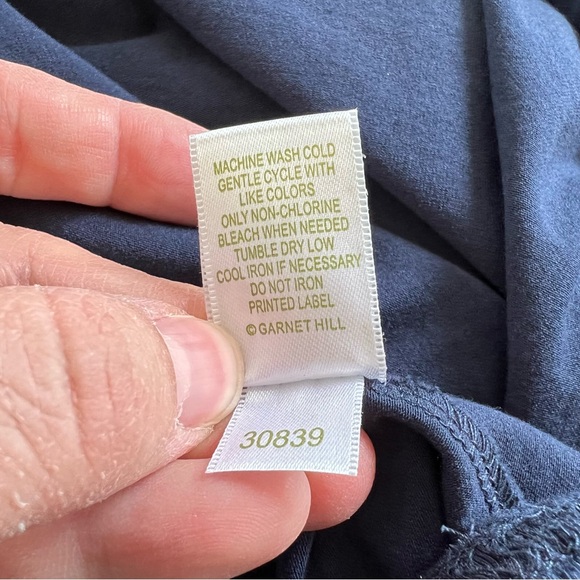 MACHINE WASH COLD
GENTLE CYCLE WITH
LIKE COLORS
ONLY NON-CHLORINE
BLEACH WHEN NEEDED
TUMBLE DRY LOW
COOL IRON IF NECESSARY
DO NOT IRON
PRINTED LABEL
© GARNET HILL
30839